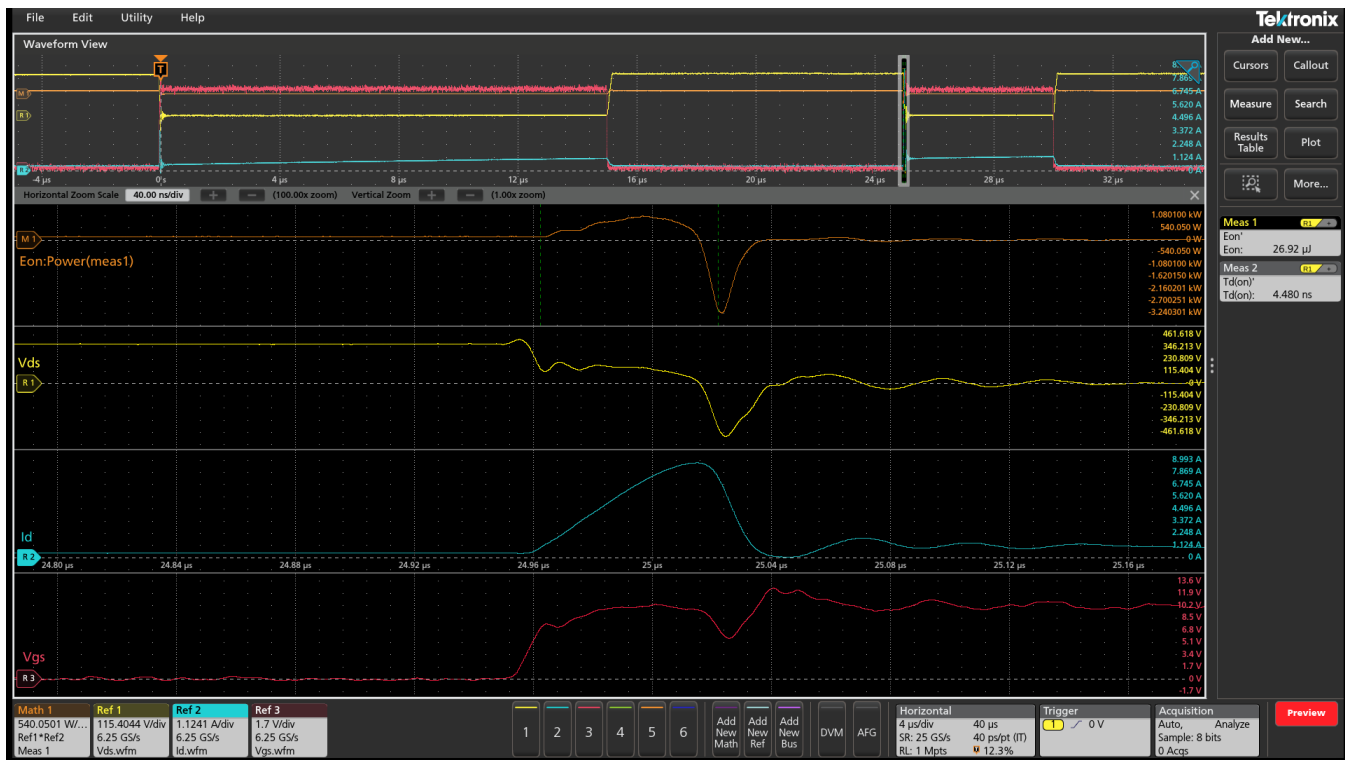 File Edit Utility Help
Tektronix
Waveform View
Add New...
Cursors Callout
Measure Search
Results Table Plot
More...
T
M 1
R 1
R 2
7.869 A
6.745 A
5.620 A
4.496 A
3.372 A
2.248 A
1.124 A
0 A
-4 µs 0 s 4 µs 8 µs 12 µs 16 µs 20 µs 24 µs 28 µs 32 µs
Horizontal Zoom Scale 40.00 ns/div + − (100.00x zoom) Vertical Zoom + − (1.00x zoom)
M 1
Eon:Power(meas1)
1.080100 kW
540.050 W
0 W
-540.050 W
-1.080100 kW
-1.620150 kW
-2.160201 kW
-2.700251 kW
-3.240301 kW
Vds
R 1
461.618 V
346.213 V
230.809 V
115.404 V
0 V
-115.404 V
-230.809 V
-346.213 V
-461.618 V
Id
R 2
8.993 A
7.869 A
6.745 A
5.620 A
4.496 A
3.372 A
2.248 A
1.124 A
0 A
24.80 µs 24.84 µs 24.88 µs 24.92 µs 24.96 µs 25 µs 25.04 µs 25.08 µs 25.12 µs 25.16 µs
Vgs
R 3
13.6 V
11.9 V
10.2 V
8.5 V
6.8 V
5.1 V
3.4 V
1.7 V
0 V
-1.7 V
Meas 1 R1
Eon'
Eon: 26.92 µJ
Meas 2 R1
Td(on)'
Td(on): 4.480 ns
Math 1
540.0501 W/...
Ref1*Ref2
Meas 1
Ref 1
115.4044 V/div
6.25 GS/s
Vds.wfm
Ref 2
1.1241 A/div
6.25 GS/s
Id.wfm
Ref 3
1.7 V/div
6.25 GS/s
Vgs.wfm
1 2 3 4 5 6
Add New Math
Add New Ref
Add New Bus
DVM
AFG
Horizontal
4 µs/div 40 µs
SR: 25 GS/s 40 ps/pt (IT)
RL: 1 Mpts 12.3%
Trigger
1 0 V
Acquisition
Auto, Analyze
Sample: 8 bits
0 Acqs
Preview